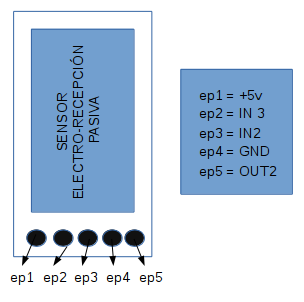 SENSOR
ELECTRO-RECEPCIÓN
PASIVA
ep1 = +5v
ep2 = IN 3
ep3 = IN2
ep4 = GND
ep5 = OUT2
ep1 ep2 ep3 ep4 ep5